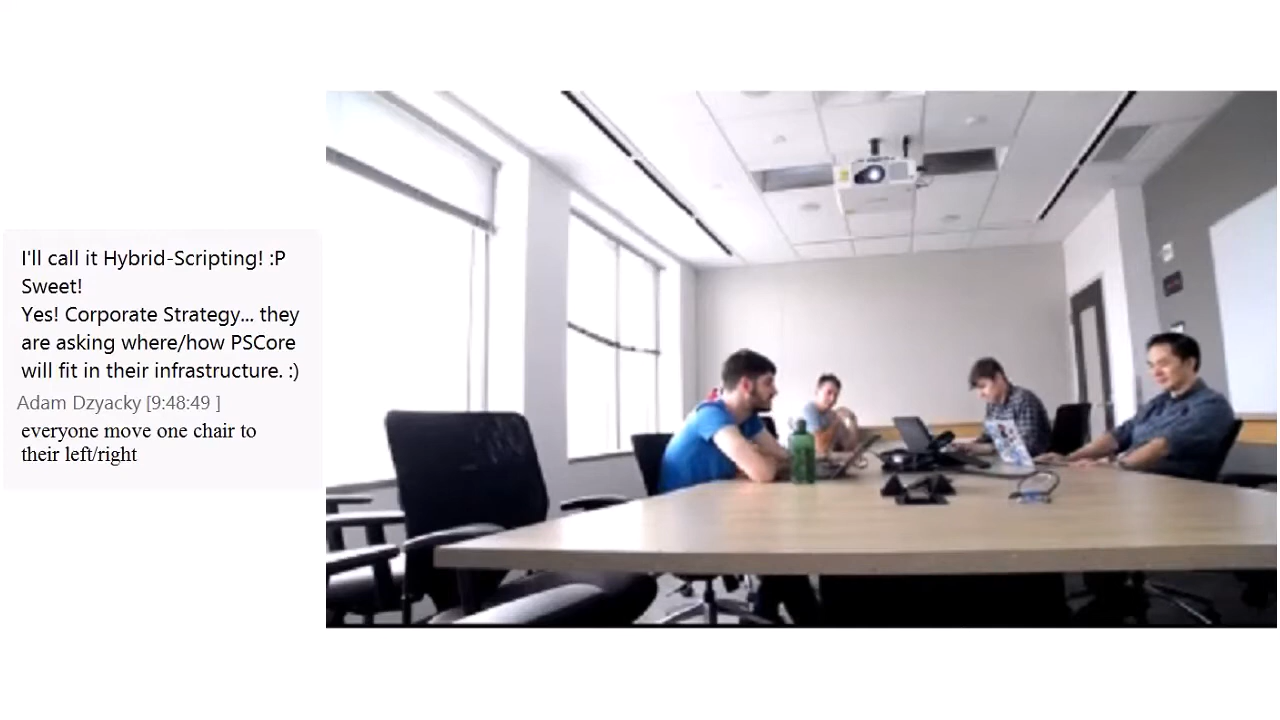 I'll call it Hybrid-Scripting! :P
Sweet!
Yes! Corporate Strategy... they
are asking where/how PSCore
will fit in their infrastructure. :)
Adam Dzyacky [9:48:49 ]
everyone move one chair to
their left/right